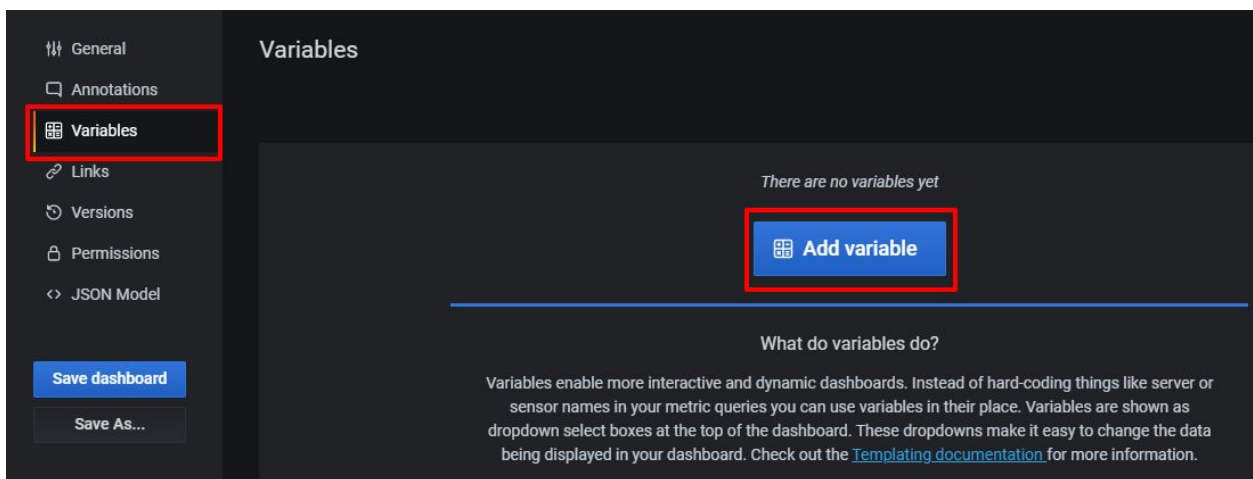 General
Annotations
Variables
Links
Versions
Permissions
JSON Model
Save dashboard
Save As...
Variables
There are no variables yet
Add variable
What do variables do?
Variables enable more interactive and dynamic dashboards. Instead of hard-coding things like server or
sensor names in your metric queries you can use variables in their place. Variables are shown as
dropdown select boxes at the top of the dashboard. These dropdowns make it easy to change the data
being displayed in your dashboard. Check out the Templating documentation for more information.